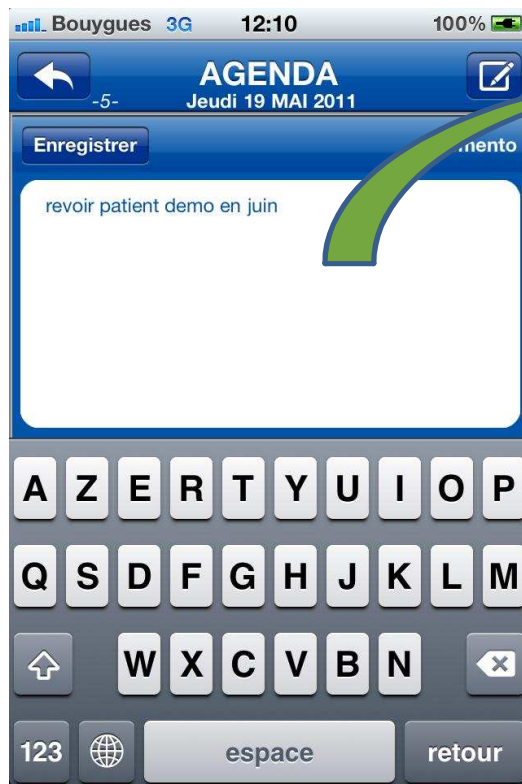 Bouygues 3G 12:10 100%
-5-
AGENDA
Jeudi 19 MAI 2011
Enregistrer
revoir patient demo en juin
A Z E R T Y U I O P
Q S D F G H J K L M
W X C V B N
123 espace retour